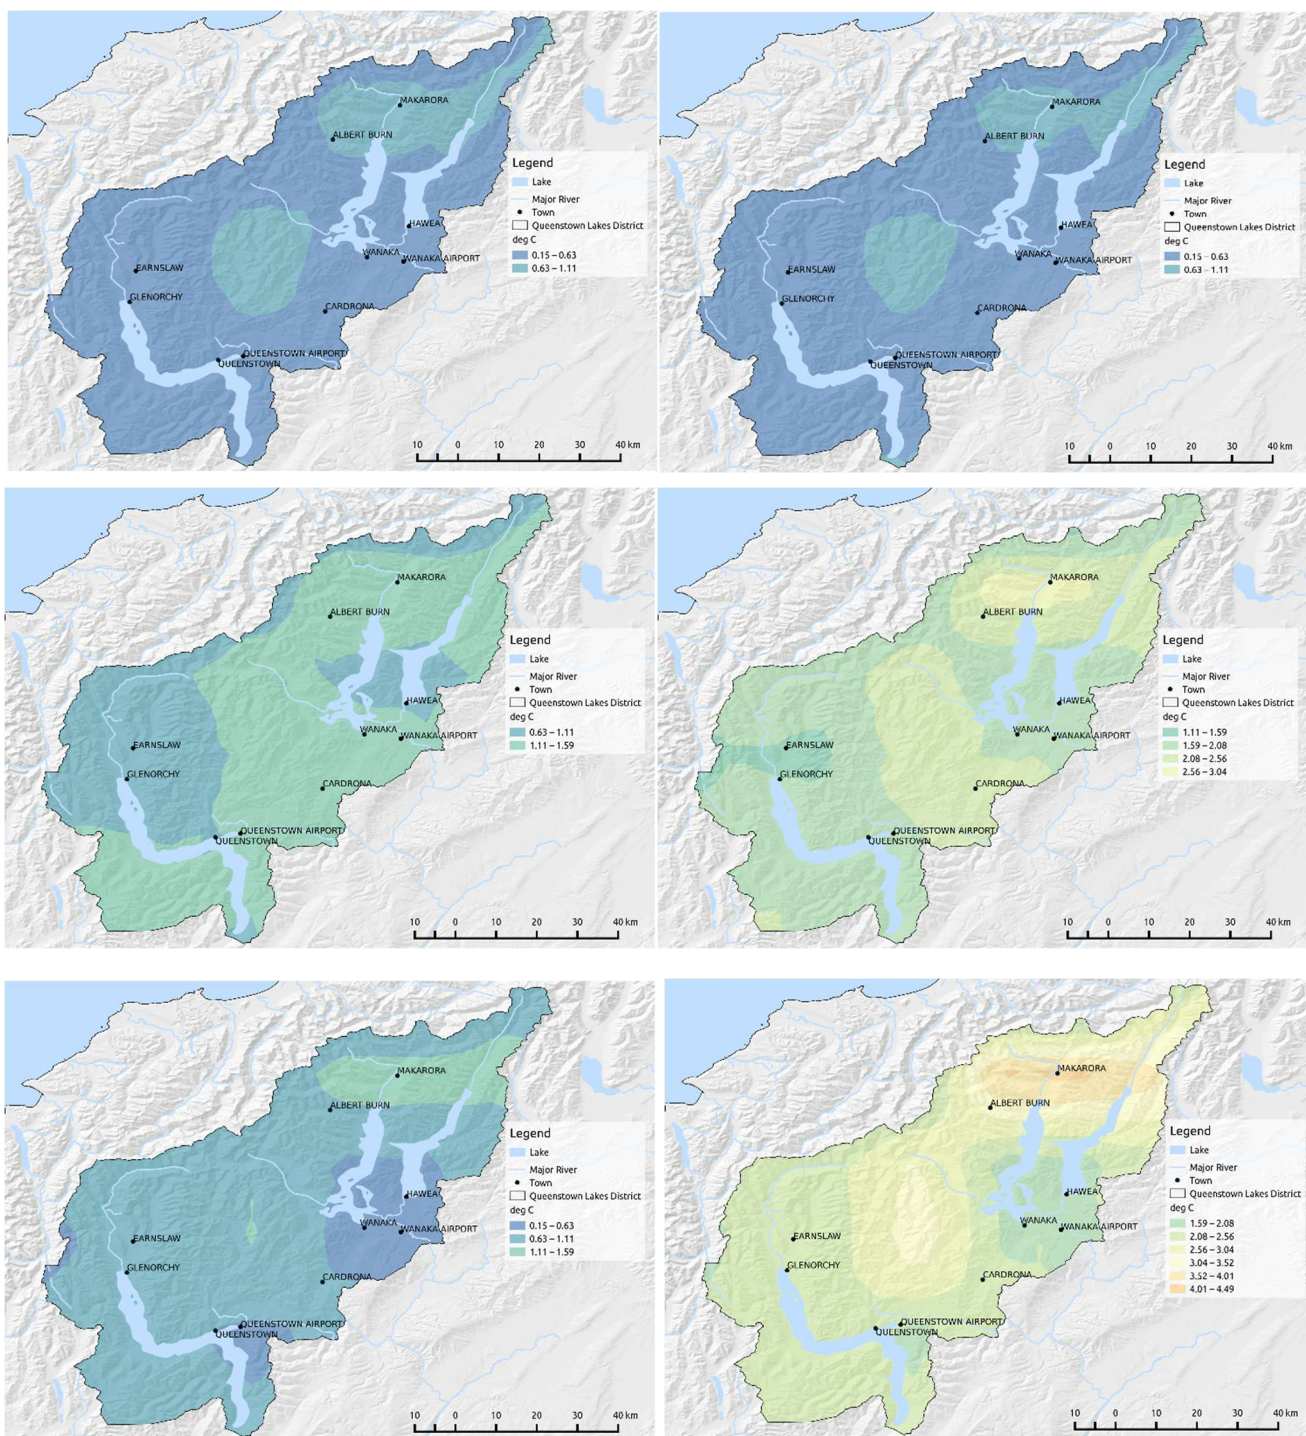 MAKARORA
ALBERT BURN
Legend
Lake
Major River
Town
Queenstown Lakes District
deg C
0.15 – 0.63
0.63 – 1.11
HAWEA
WANAKA
WANAKA AIRPORT
EARNSLAW
GLENORCHY
CARDRONA
QUEENSTOWN AIRPORT
QUEENSTOWN
10 0 10 20 30 40 km
MAKARORA
ALBERT BURN
Legend
Lake
Major River
Town
Queenstown Lakes District
deg C
0.15 – 0.63
0.63 – 1.11
HAWEA
WANAKA
WANAKA AIRPORT
EARNSLAW
GLENORCHY
CARDRONA
QUEENSTOWN AIRPORT
QUEENSTOWN
10 0 10 20 30 40 km
MAKARORA
ALBERT BURN
Legend
Lake
Major River
Town
Queenstown Lakes District
deg C
0.63 – 1.11
1.11 – 1.59
HAWEA
WANAKA
WANAKA AIRPORT
EARNSLAW
GLENORCHY
CARDRONA
QUEENSTOWN AIRPORT
QUEENSTOWN
10 0 10 20 30 40 km
MAKARORA
ALBERT BURN
Legend
Lake
Major River
Town
Queenstown Lakes District
deg C
1.11 – 1.59
1.59 – 2.08
2.08 – 2.56
2.56 – 3.04
HAWEA
WANAKA
WANAKA AIRPORT
EARNSLAW
GLENORCHY
CARDRONA
QUEENSTOWN AIRPORT
QUEENSTOWN
10 0 10 20 30 40 km
MAKARORA
ALBERT BURN
Legend
Lake
Major River
Town
Queenstown Lakes District
deg C
0.15 – 0.63
0.63 – 1.11
1.11 – 1.59
HAWEA
WANAKA
WANAKA AIRPORT
EARNSLAW
GLENORCHY
CARDRONA
QUEENSTOWN AIRPORT
QUEENSTOWN
10 0 10 20 30 40 km
MAKARORA
ALBERT BURN
Legend
Lake
Major River
Town
Queenstown Lakes District
deg C
1.59 – 2.08
2.08 – 2.56
2.56 – 3.04
3.04 – 3.52
3.52 – 4.01
4.01 – 4.49
HAWEA
WANAKA
WANAKA AIRPORT
EARNSLAW
GLENORCHY
CARDRONA
QUEENSTOWN AIRPORT
QUEENSTOWN
10 0 10 20 30 40 km